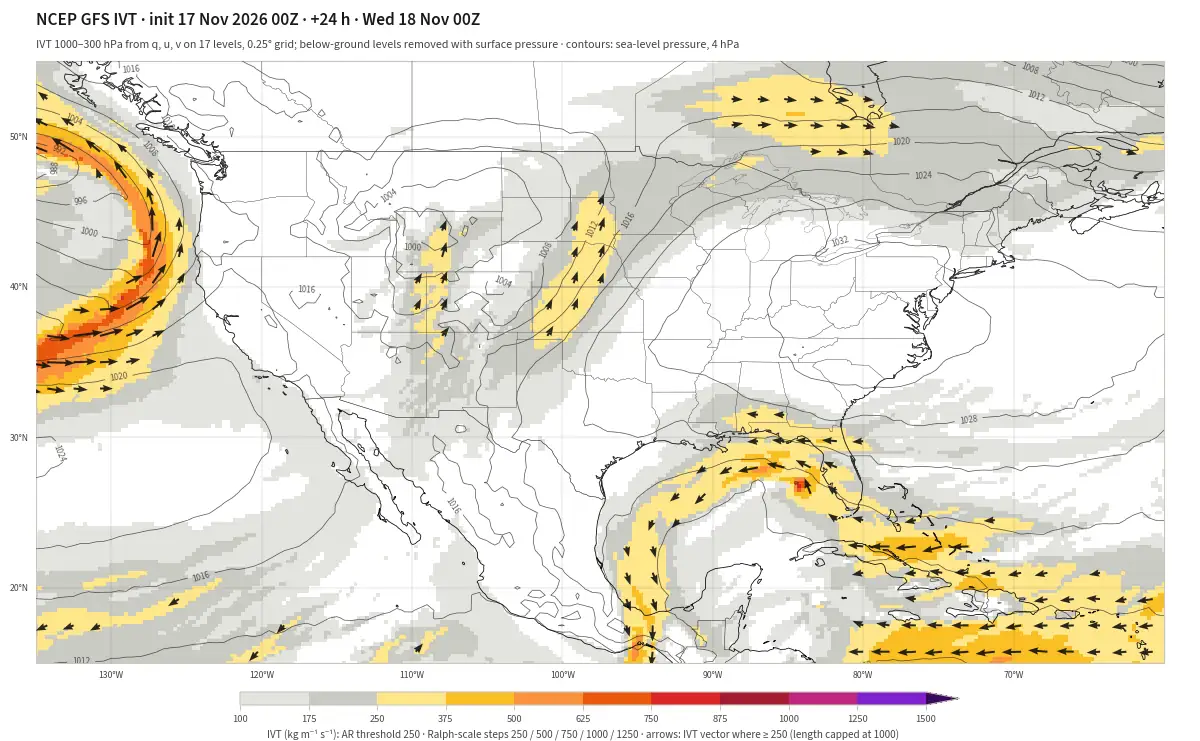 NCEP GFS IVT · init 17 Nov 2026 00Z · +24 h · Wed 18 Nov 00Z
IVT 1000–300 hPa from q, u, v on 17 levels, 0.25° grid; below-ground levels removed with surface pressure · contours: sea-level pressure, 4 hPa
1016
1008
1012
1004
50°N
1008
1020
988
1024
996
1004
1000
1016
1012
1032
1000
1008
1004
40°N
1016
1020
1028
30°N
1024
1016
1016
20°N
1012
130°W
120°W
110°W
100°W
90°W
80°W
70°W
100
175
250
375
500
625
750
875
1000
1250
1500
IVT (kg m⁻¹ s⁻¹): AR threshold 250 · Ralph-scale steps 250 / 500 / 750 / 1000 / 1250 · arrows: IVT vector where ≥ 250 (length capped at 1000)